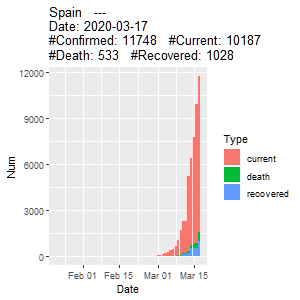 Spain   ---
Date: 2020-03-17
#Confirmed: 11748   #Current: 10187
#Death: 533   #Recovered: 1028
12000
9000
6000
3000
0
Num
Feb 01
Feb 15
Mar 01
Mar 15
Date
Type
current
death
recovered